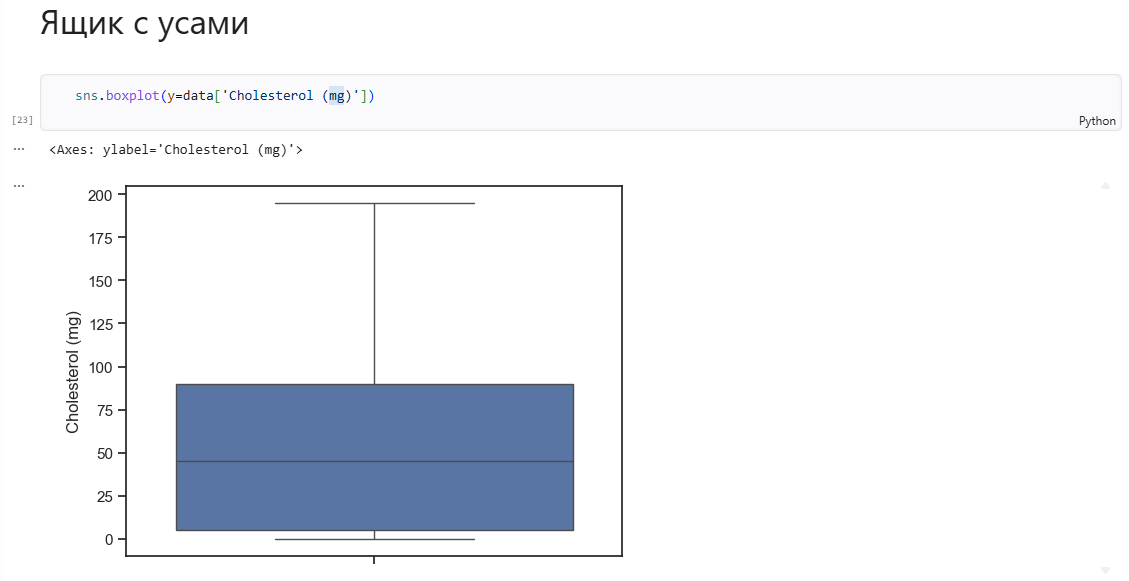 Ящик с усами
sns.boxplot(y=data['Cholesterol (mg)'])
[23]
Python
...
<Axes: ylabel='Cholesterol (mg)'>
...
200
175
150
125
100
75
50
25
0
Cholesterol (mg)